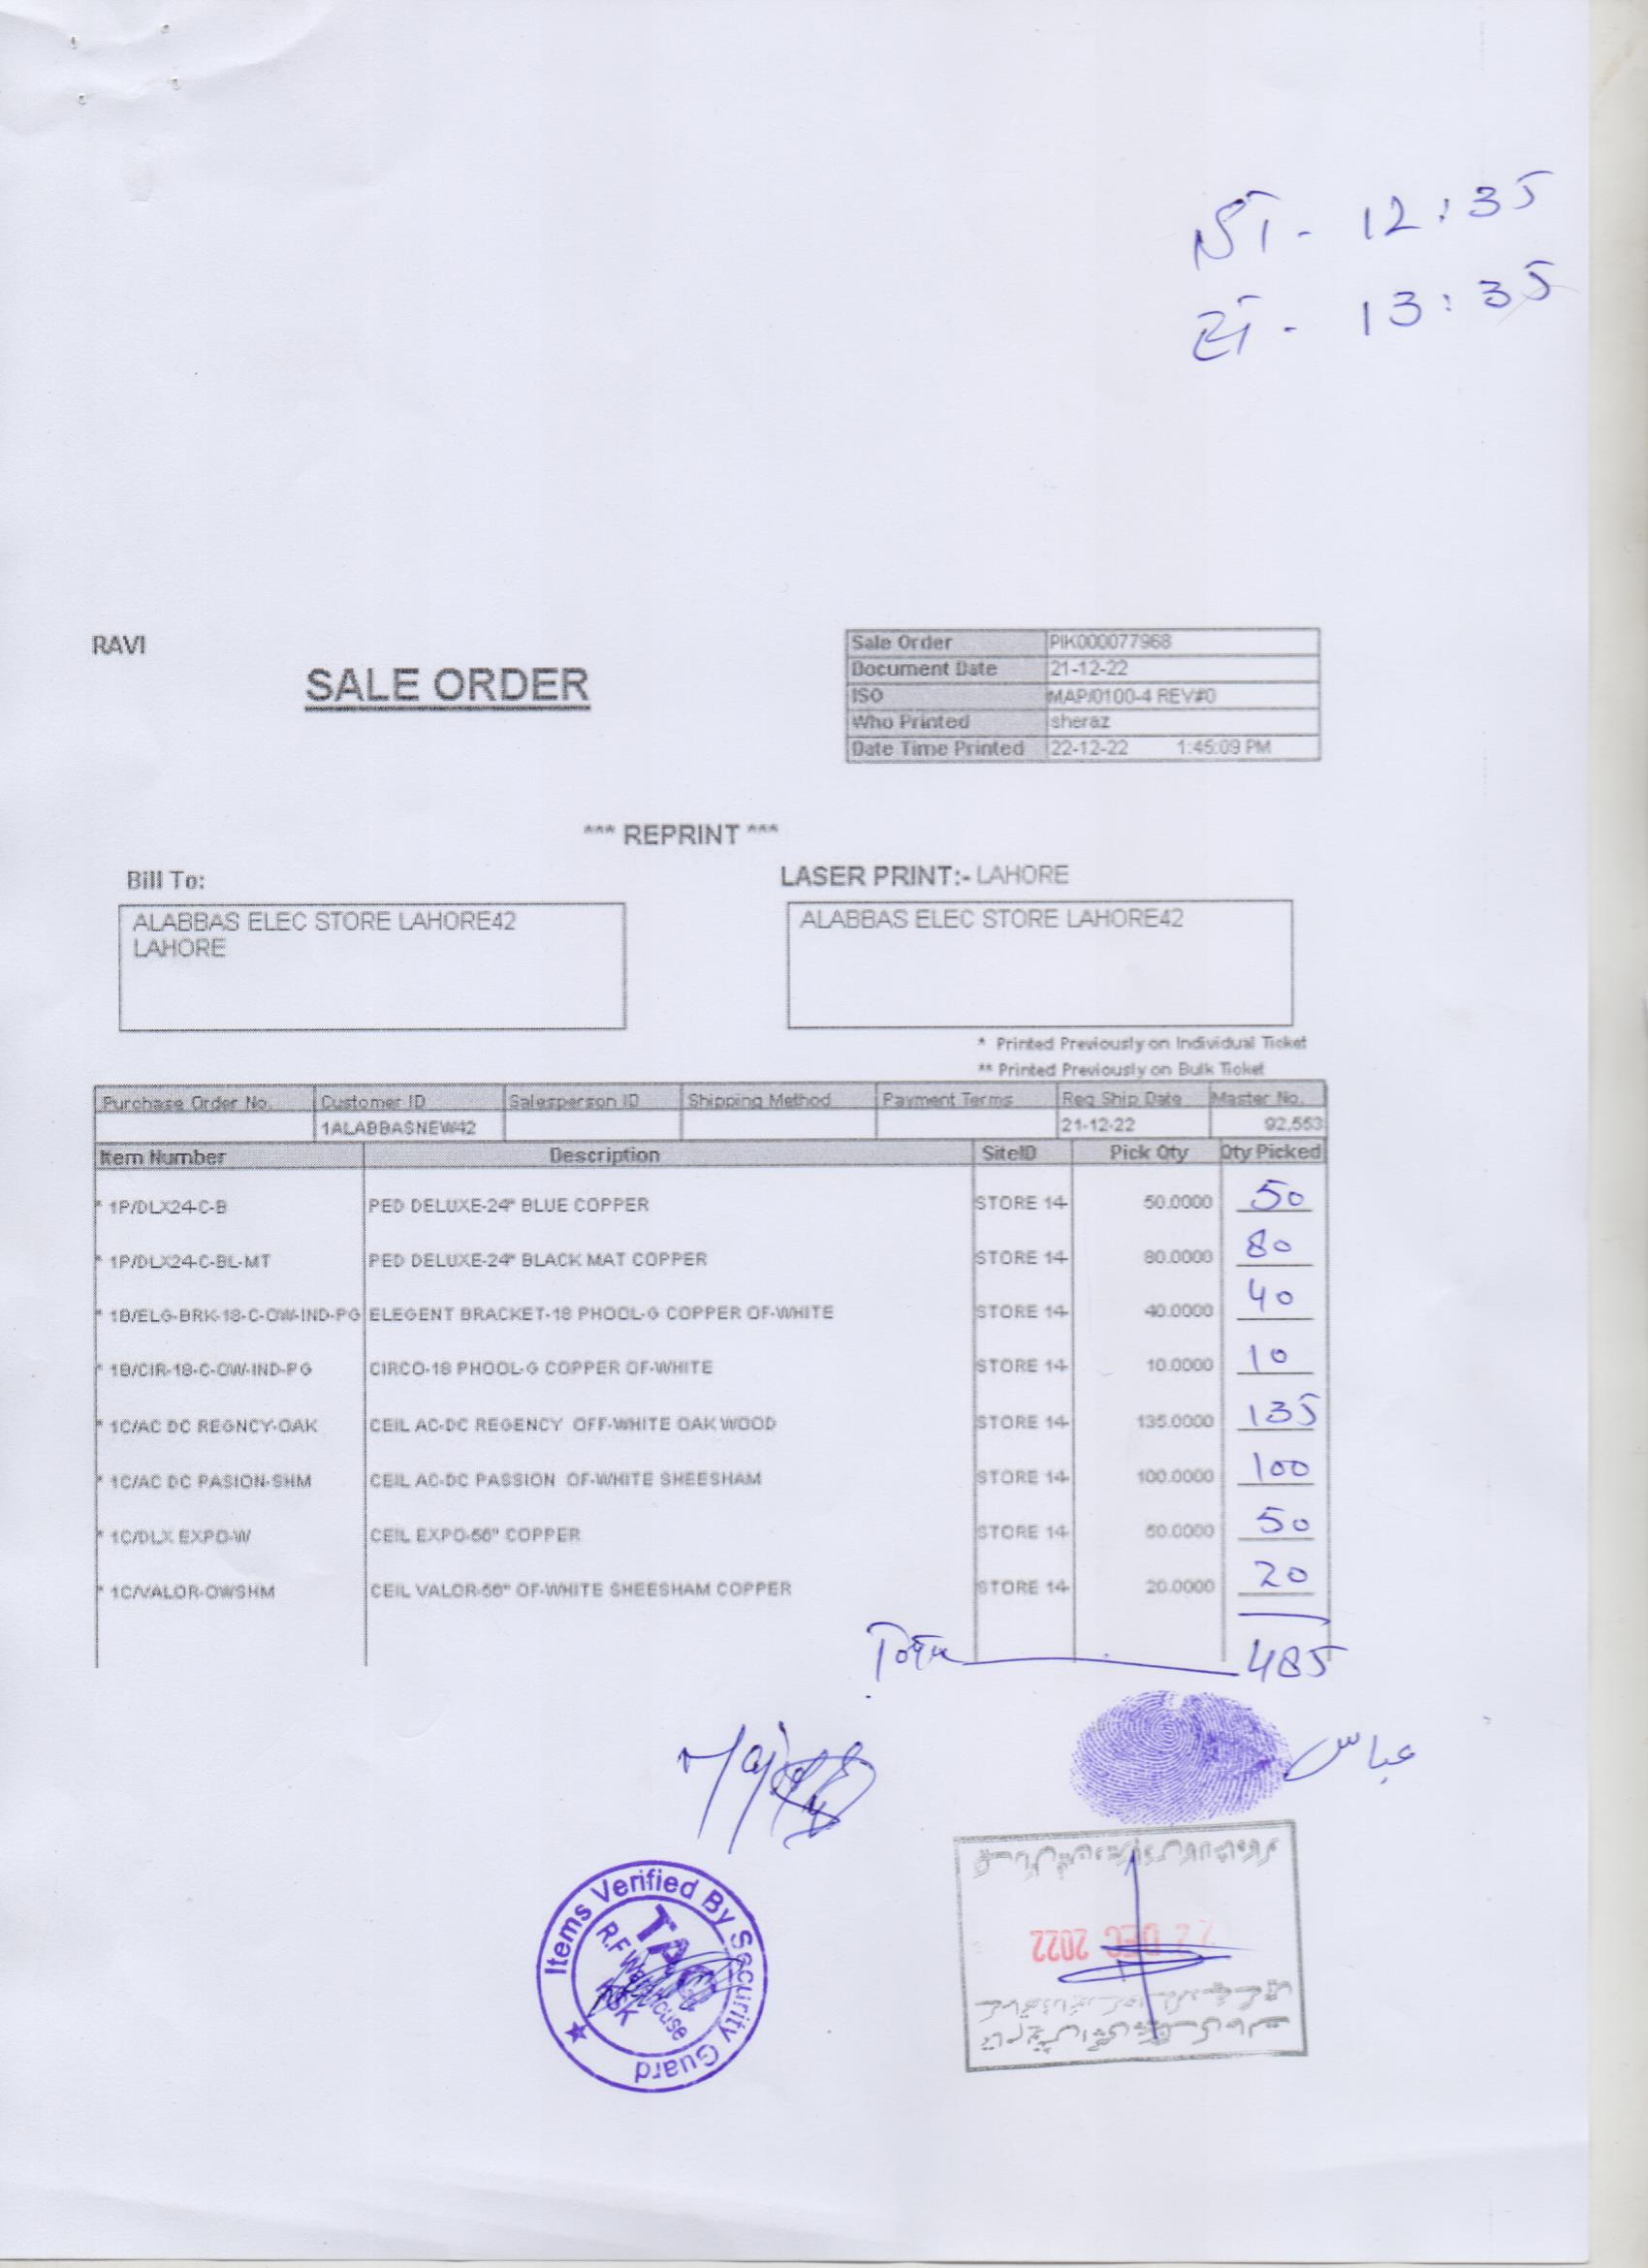 ST - 12:35
ET - 13:35
RAVI
SALE ORDER
Sale Order PIK000077968
Document Date 21-12-22
ISO MAP/0100-4 REV#0
Who Printed sheraz
Date Time Printed 22-12-22 1:45:09 PM
*** REPRINT ***
Bill To:
LASER PRINT:- LAHORE
ALABBAS ELEC STORE LAHORE42
LAHORE
ALABBAS ELEC STORE LAHORE42
* Printed Previously on Individual Ticket
** Printed Previously on Bulk Ticket
Purchase Order No. Customer ID Salesperson ID Shipping Method Payment Terms Req Ship Date Master No.
1ALABBASNEW42 21-12-22 92,553
Item Number Description SiteID Pick Qty Qty Picked
* 1P/DLX24-C-B PED DELUXE-24" BLUE COPPER STORE 14- 50.0000 50
* 1P/DLX24-C-BL-MT PED DELUXE-24" BLACK MAT COPPER STORE 14- 80.0000 80
* 1B/ELG-BRK-18-C-OW-IND-PG ELEGENT BRACKET-18 PHOOL-G COPPER OF-WHITE STORE 14- 40.0000 40
* 1B/CIR-18-C-OW-IND-PG CIRCO-18 PHOOL-G COPPER OF-WHITE STORE 14- 10.0000 10
* 1C/AC DC REGNCY-OAK CEIL AC-DC REGENCY OFF-WHITE OAK WOOD STORE 14- 135.0000 135
* 1C/AC DC PASION-SHM CEIL AC-DC PASSION OF-WHITE SHEESHAM STORE 14- 100.0000 100
* 1C/DLX EXPO-W CEIL EXPO-56" COPPER STORE 14- 50.0000 50
* 1C/VALOR-OWSHM CEIL VALOR-56" OF-WHITE SHEESHAM COPPER STORE 14- 20.0000 20
Total 485
عباس
Items Verified By Security Guard
R.F Warehouse
22 DEC 2022